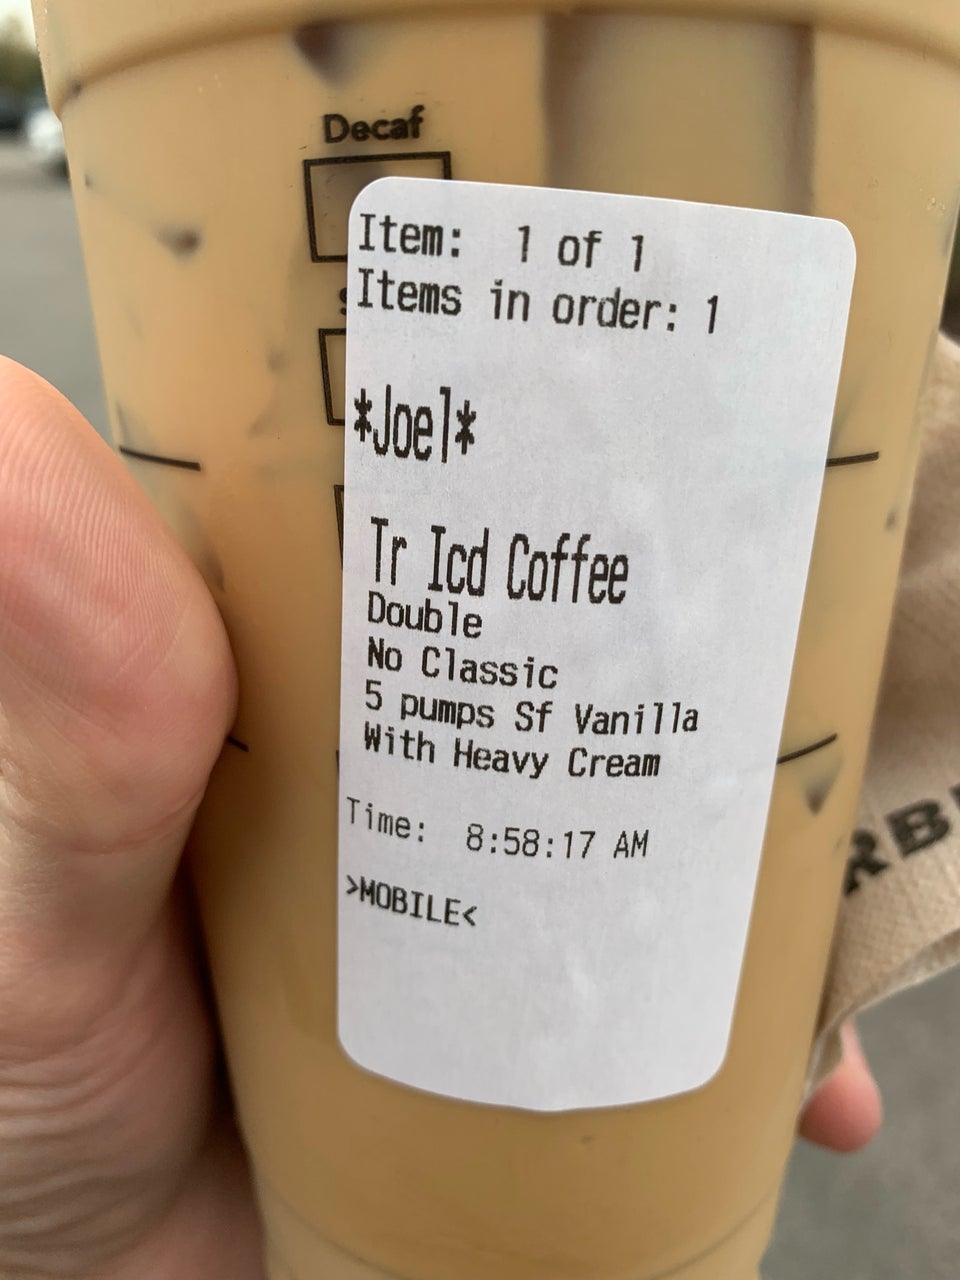 Decaf
Item: 1 of 1
Items in order: 1
*Joel*
Tr Icd Coffee
Double
No Classic
5 pumps Sf Vanilla
With Heavy Cream
Time: 8:58:17 AM
>MOBILE<
RB